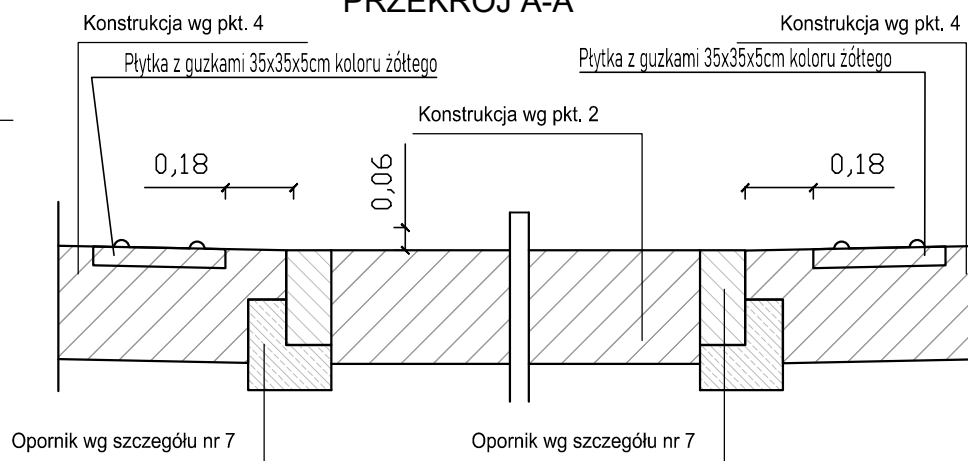 PRZEKRÓJ A-A
Konstrukcja wg pkt. 4
Konstrukcja wg pkt. 4
Płytka z guzkami 35x35x5cm koloru żółtego
Płytka z guzkami 35x35x5cm koloru żółtego
Konstrukcja wg pkt. 2
0,18
0,06
0,18
Opornik wg szczegółu nr 7
Opornik wg szczegółu nr 7